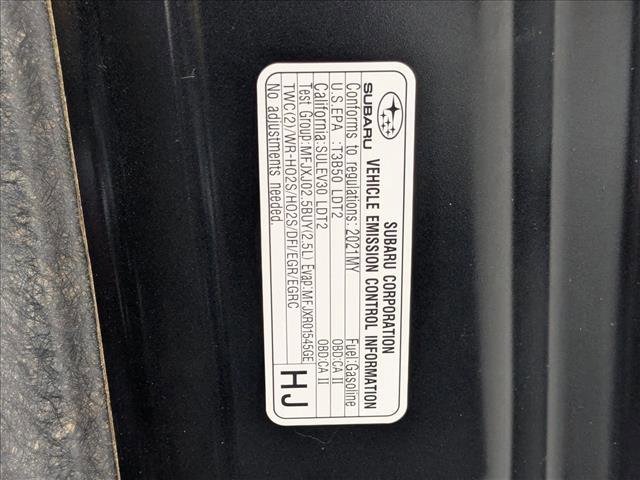 SUBARU CORPORATION
SUBARU VEHICLE EMISSION CONTROL INFORMATION
Conforms to regulations: 2021MY Fuel:Gasoline
U.S.EPA :T3B50 LDT2 OBD:CA II
California:SULEV30 LDT2 OBD:CA II
Test Group:MFJXJ02.5BUY(2.5L) Evap:MFJXR01545GE
TWC(2)/WR-HO2S/HO2S/DFI/EGR/EGRC
No adjustments needed.
HJ